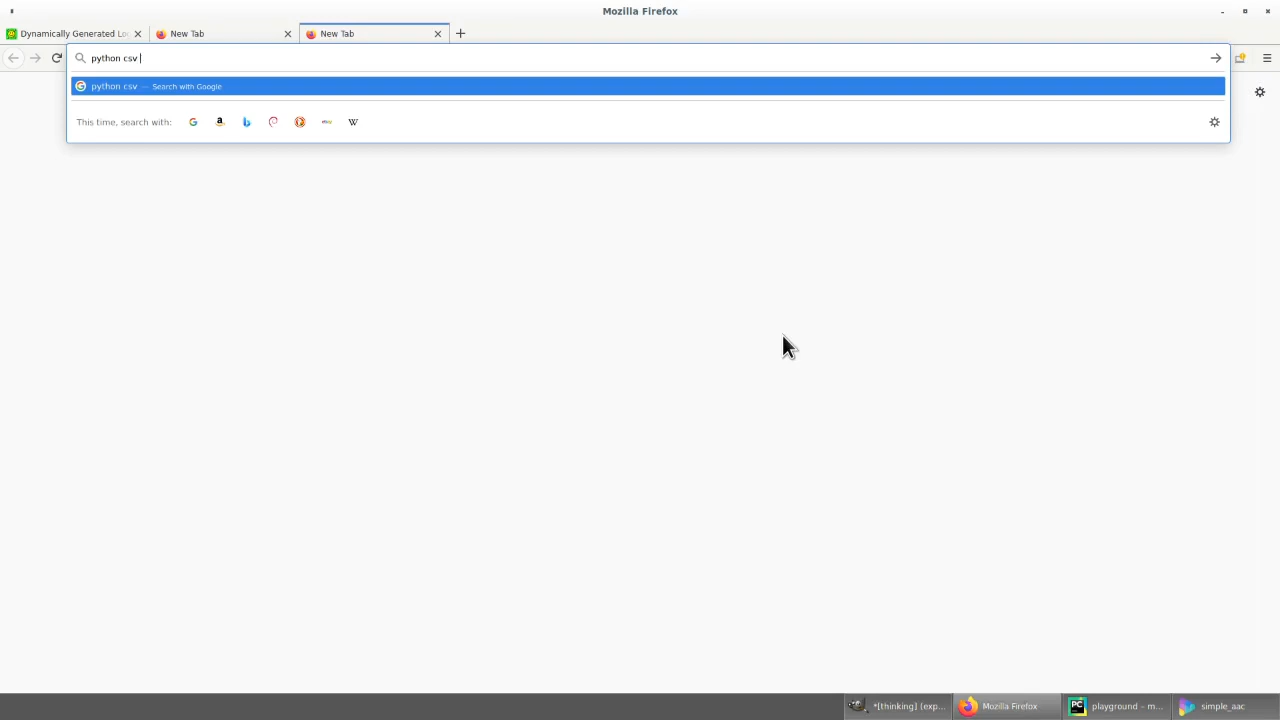 Mozilla Firefox
Dynamically Generated Lo
New Tab
New Tab
python csv
python csv — Search with Google
This time, search with:
*[thinking] (exp...
Mozilla Firefox
playground – m...
simple_aac